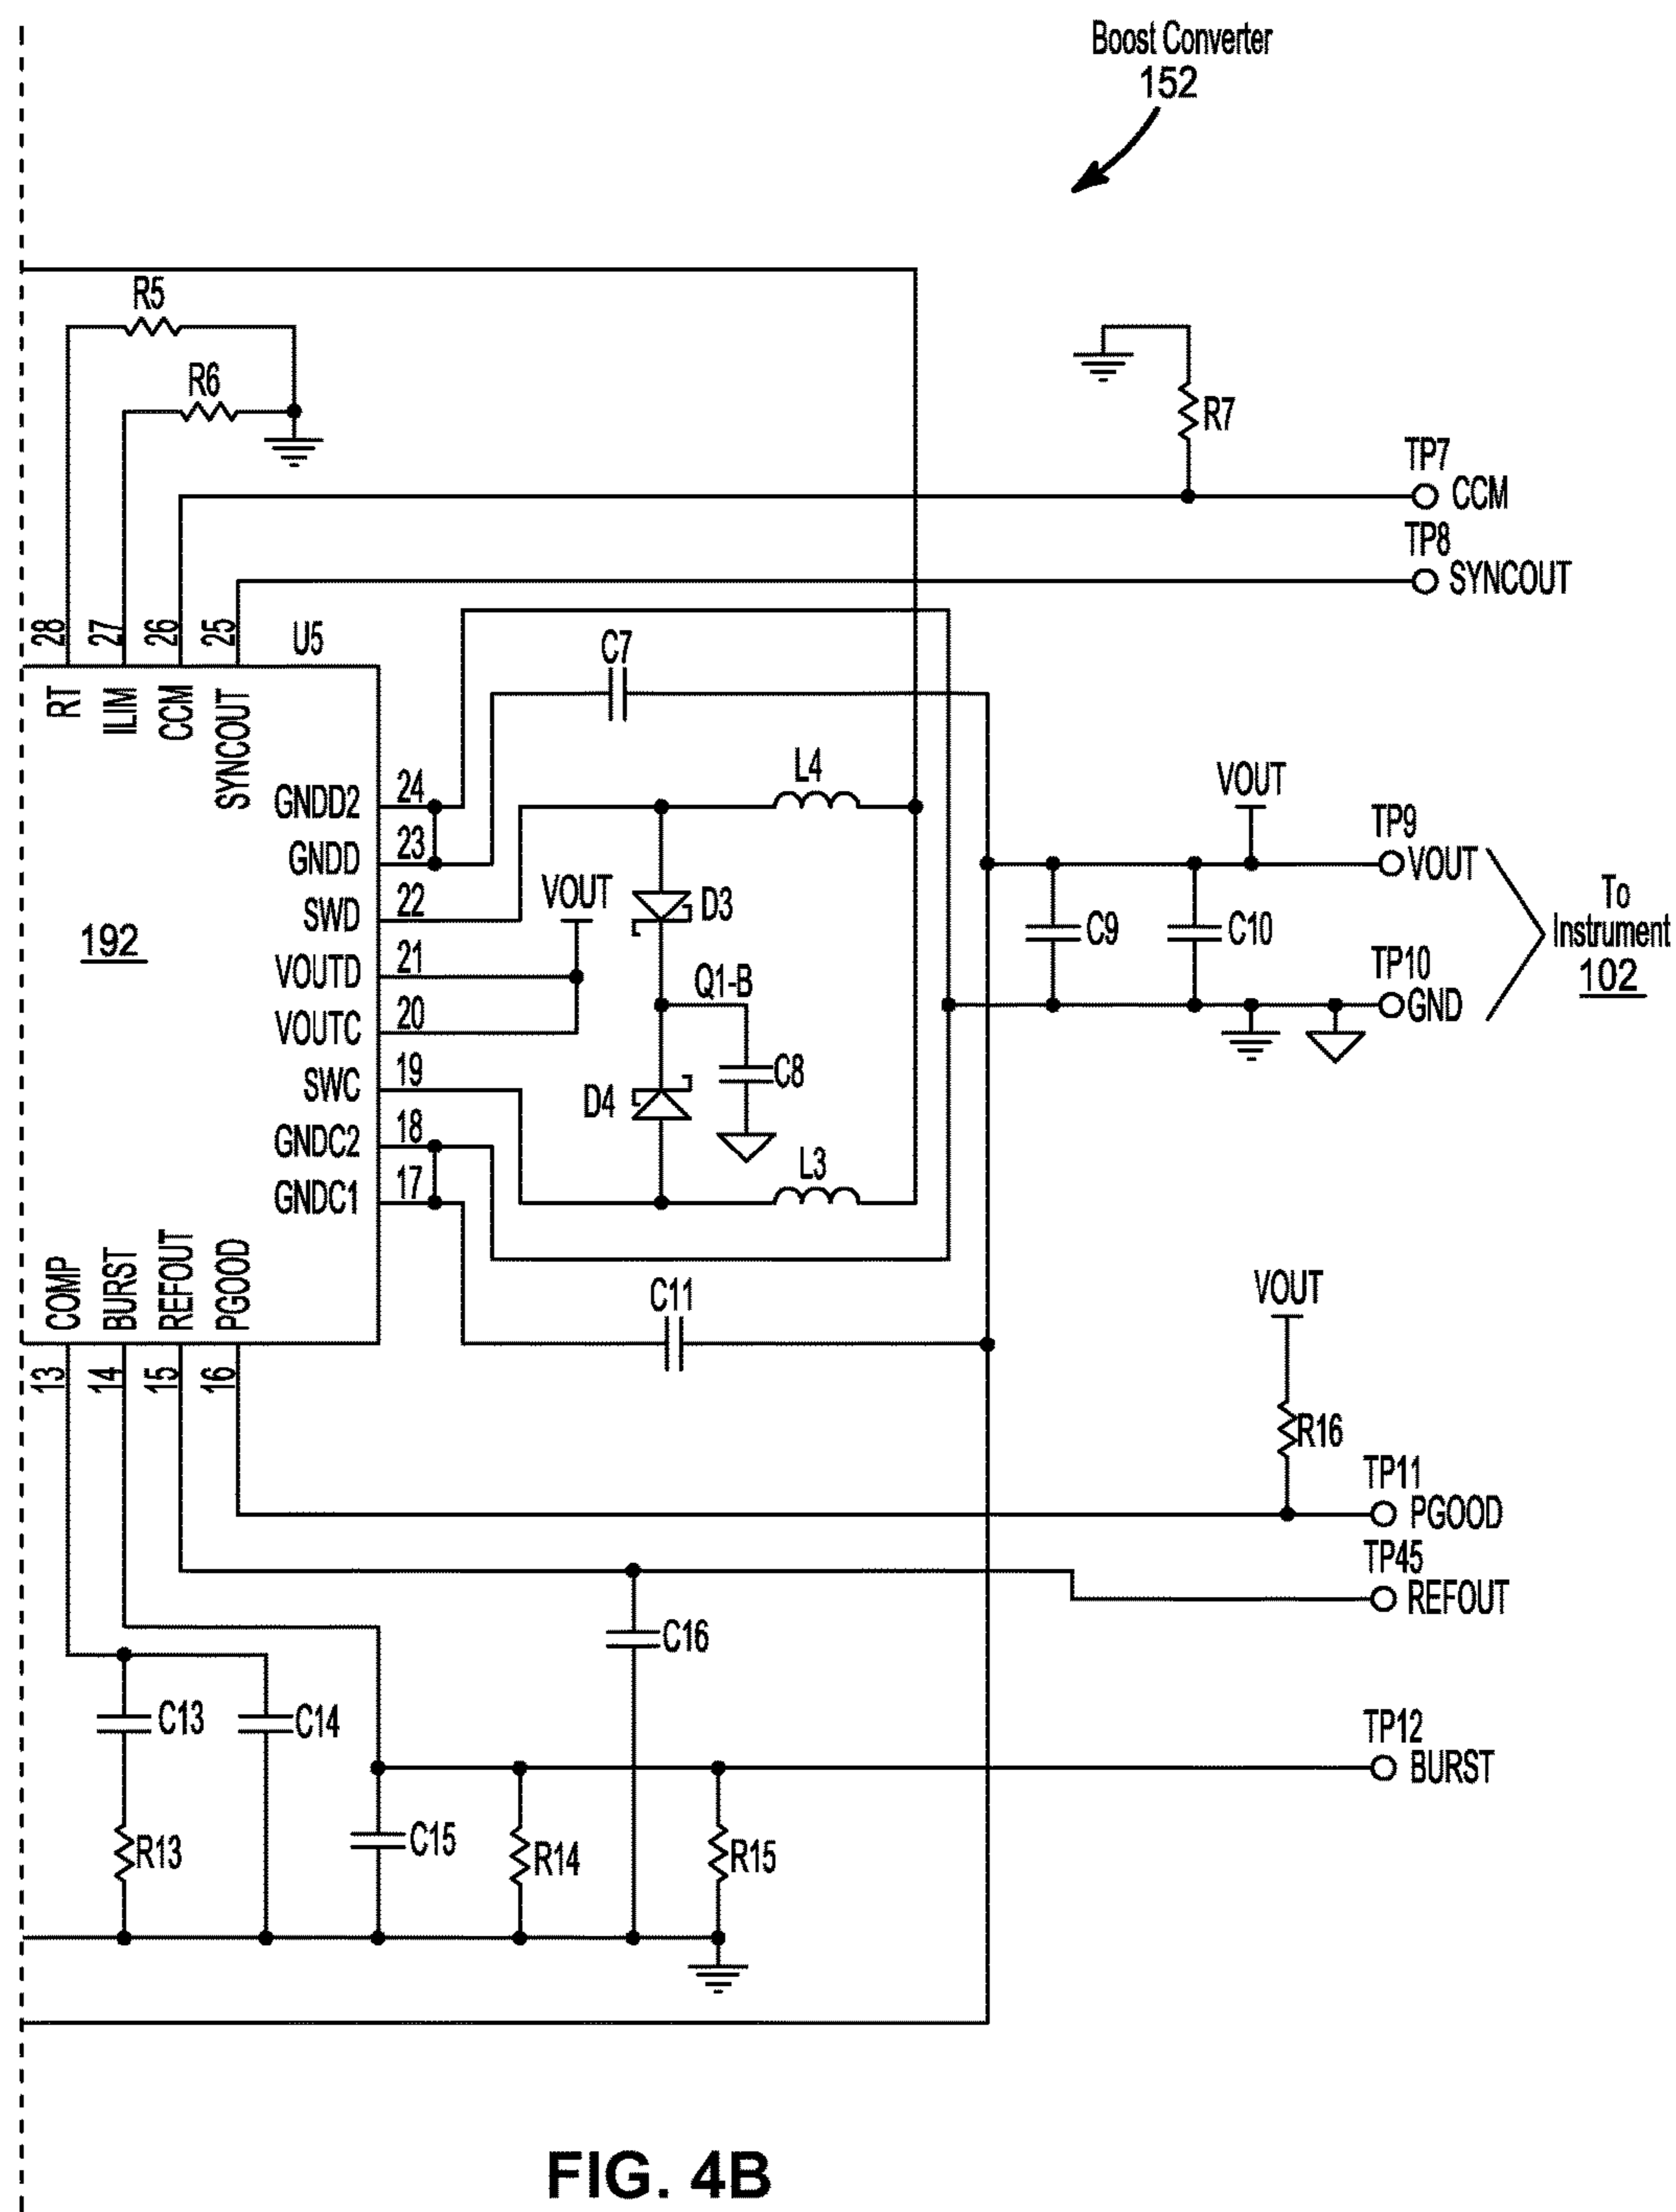 Boost Converter
152
R5
R6
R7
TP7
CCM
TP8
SYNCOUT
28
27
26
25
U5
RT
ILIM
CCM
SYNCOUT
C7
GNDD2
24
GNDD
23
SWD
22
VOUTD
21
VOUTC
20
SWC
19
GNDC2
18
GNDC1
17
192
L4
VOUT
D3
Q1-B
C8
D4
L3
VOUT
TP9
VOUT
C9
C10
TP10
GND
To
Instrument
102
COMP
BURST
REFOUT
PGOOD
13
14
15
16
C11
VOUT
R16
TP11
PGOOD
TP45
REFOUT
C16
C13
C14
TP12
BURST
R13
C15
R14
R15
FIG. 4B